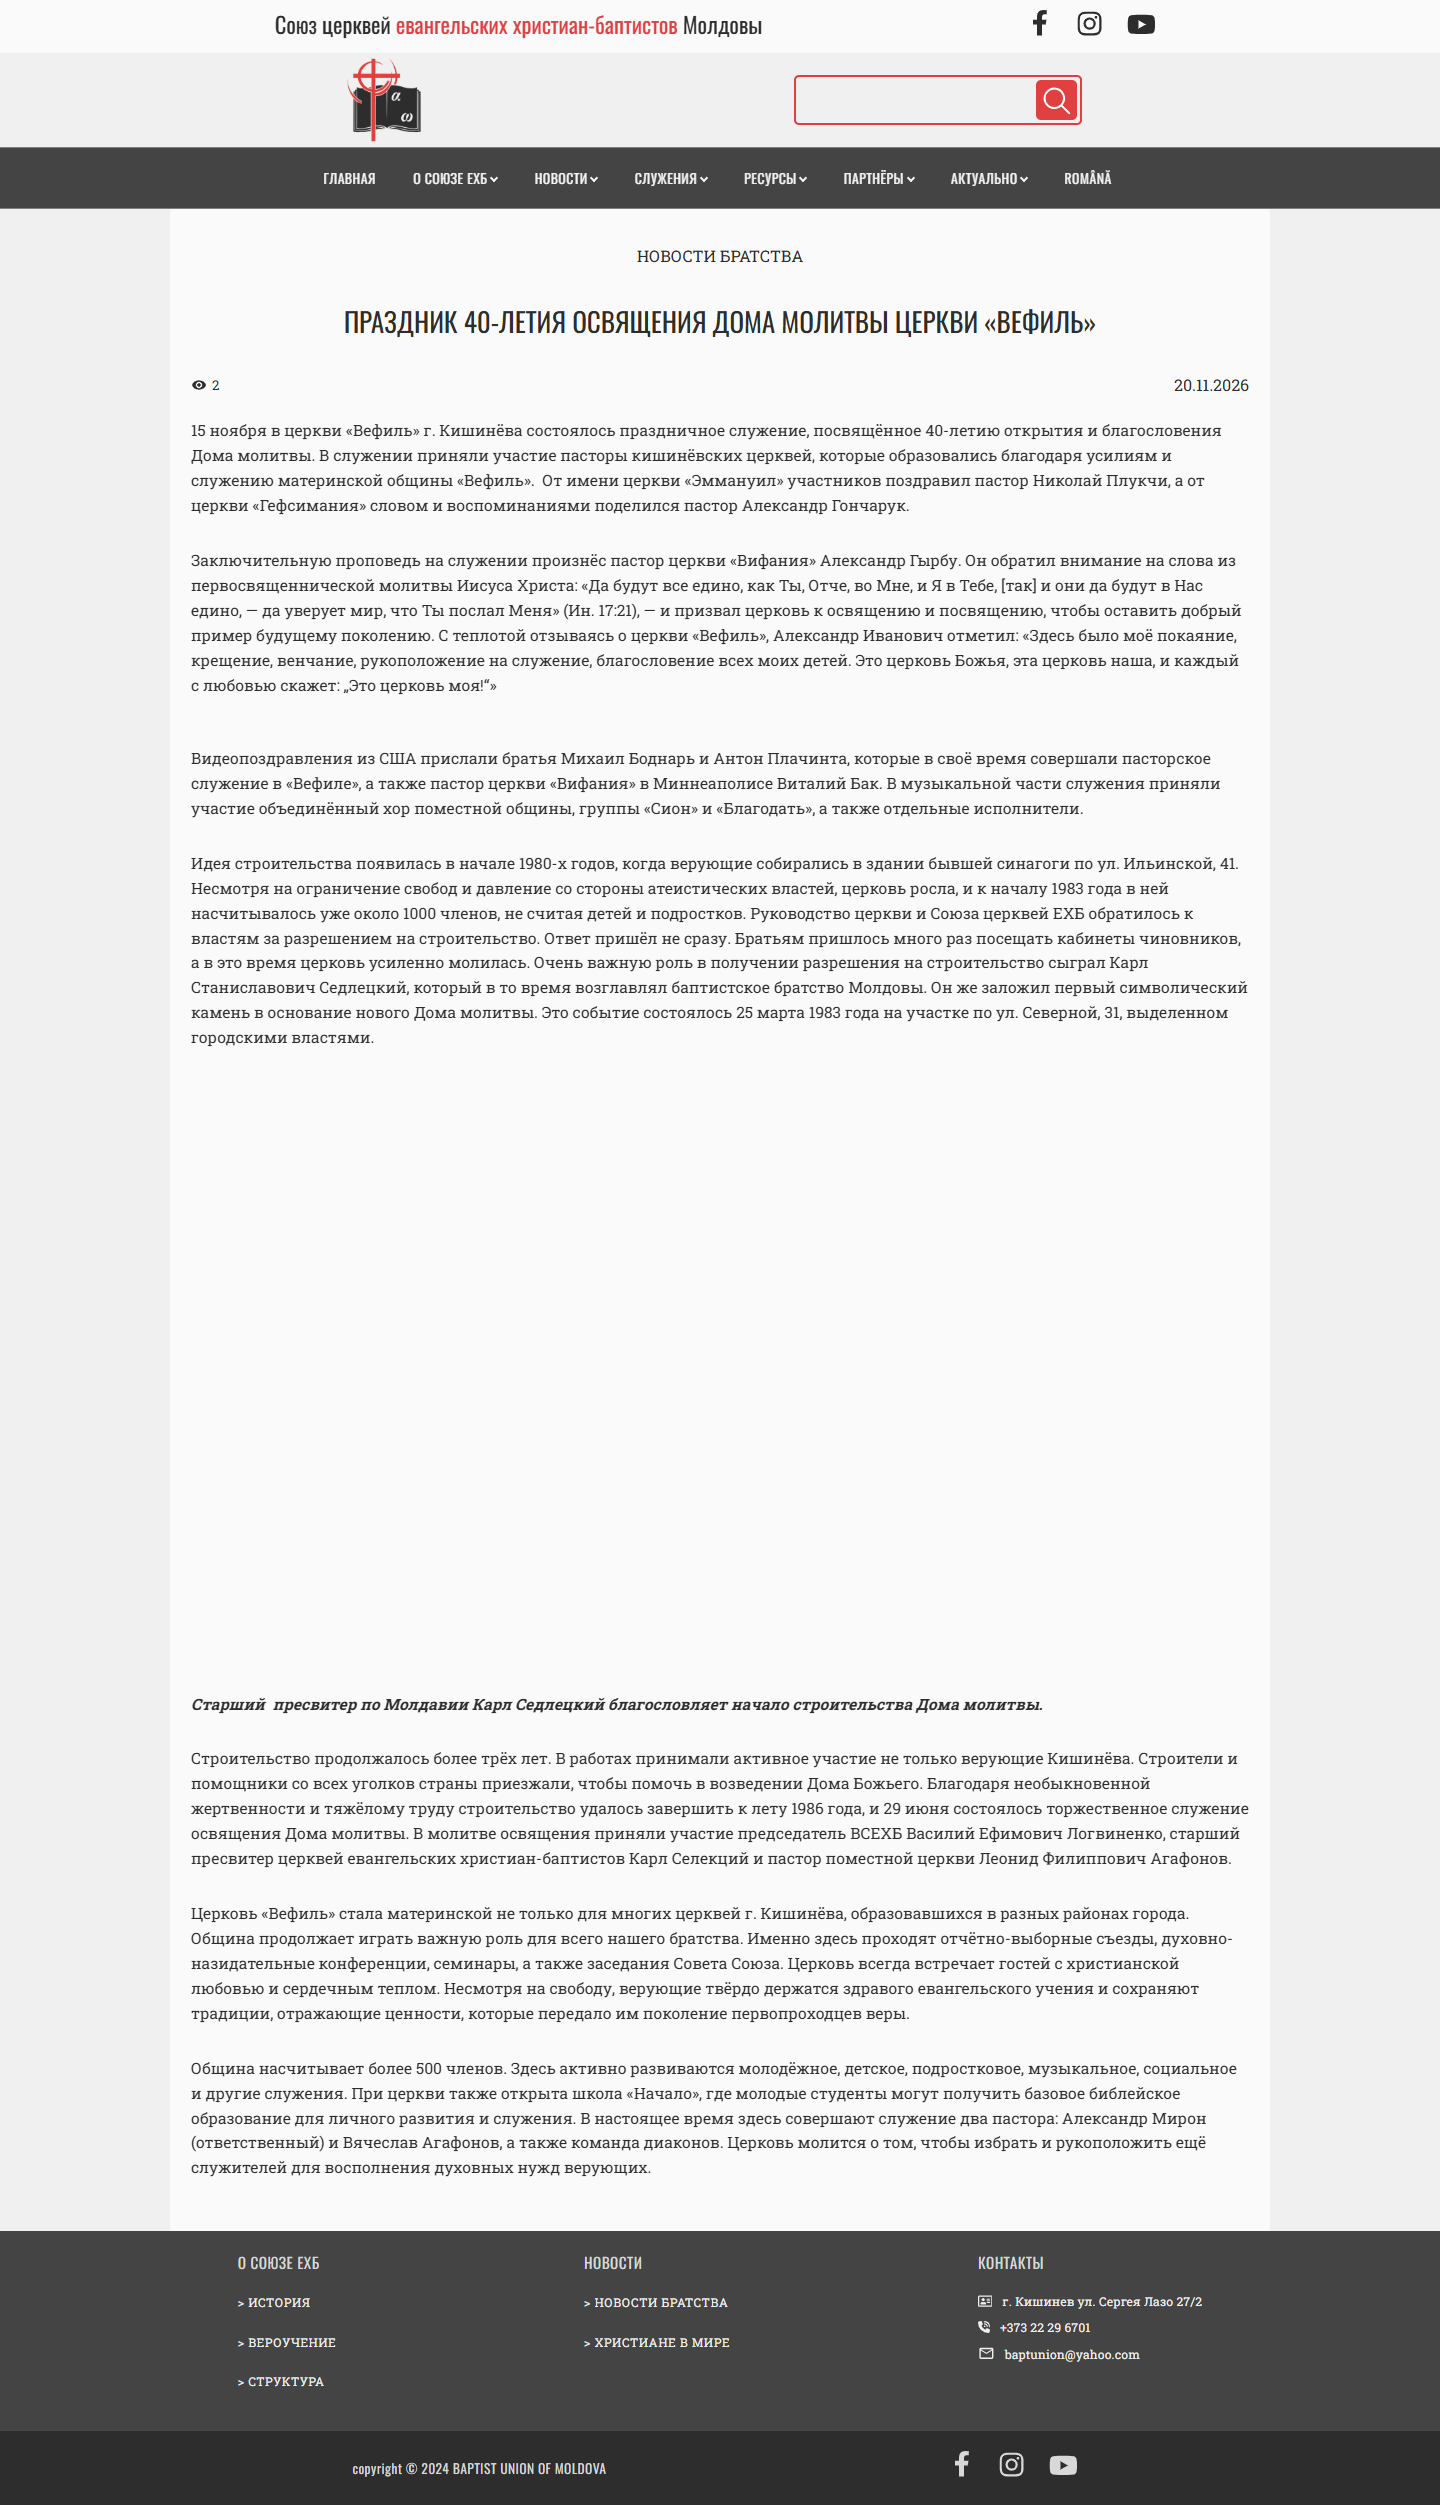 Союз церквей евангельских христиан-баптистов Молдовы
α
ω
ГЛАВНАЯ О СОЮЗЕ ЕХБ НОВОСТИ СЛУЖЕНИЯ РЕСУРСЫ ПАРТНЁРЫ АКТУАЛЬНО ROMÂNĂ
НОВОСТИ БРАТСТВА
ПРАЗДНИК 40-ЛЕТИЯ ОСВЯЩЕНИЯ ДОМА МОЛИТВЫ ЦЕРКВИ «ВЕФИЛЬ»
2 20.11.2026
15 ноября в церкви «Вефиль» г. Кишинёва состоялось праздничное служение, посвящённое 40-летию открытия и благословения
Дома молитвы. В служении приняли участие пасторы кишинёвских церквей, которые образовались благодаря усилиям и
служению материнской общины «Вефиль».  От имени церкви «Эммануил» участников поздравил пастор Николай Плукчи, а от
церкви «Гефсимания» словом и воспоминаниями поделился пастор Александр Гончарук.
Заключительную проповедь на служении произнёс пастор церкви «Вифания» Александр Гырбу. Он обратил внимание на слова из
первосвященнической молитвы Иисуса Христа: «Да будут все едино, как Ты, Отче, во Мне, и Я в Тебе, [так] и они да будут в Нас
едино, — да уверует мир, что Ты послал Меня» (Ин. 17:21), — и призвал церковь к освящению и посвящению, чтобы оставить добрый
пример будущему поколению. С теплотой отзываясь о церкви «Вефиль», Александр Иванович отметил: «Здесь было моё покаяние,
крещение, венчание, рукоположение на служение, благословение всех моих детей. Это церковь Божья, эта церковь наша, и каждый
с любовью скажет: „Это церковь моя!“»
Видеопоздравления из США прислали братья Михаил Боднарь и Антон Плачинта, которые в своё время совершали пасторское
служение в «Вефиле», а также пастор церкви «Вифания» в Миннеаполисе Виталий Бак. В музыкальной части служения приняли
участие объединённый хор поместной общины, группы «Сион» и «Благодать», а также отдельные исполнители.
Идея строительства появилась в начале 1980-х годов, когда верующие собирались в здании бывшей синагоги по ул. Ильинской, 41.
Несмотря на ограничение свобод и давление со стороны атеистических властей, церковь росла, и к началу 1983 года в ней
насчитывалось уже около 1000 членов, не считая детей и подростков. Руководство церкви и Союза церквей ЕХБ обратилось к
властям за разрешением на строительство. Ответ пришёл не сразу. Братьям пришлось много раз посещать кабинеты чиновников,
а в это время церковь усиленно молилась. Очень важную роль в получении разрешения на строительство сыграл Карл
Станиславович Седлецкий, который в то время возглавлял баптистское братство Молдовы. Он же заложил первый символический
камень в основание нового Дома молитвы. Это событие состоялось 25 марта 1983 года на участке по ул. Северной, 31, выделенном
городскими властями.
Старший  пресвитер по Молдавии Карл Седлецкий благословляет начало строительства Дома молитвы.
Строительство продолжалось более трёх лет. В работах принимали активное участие не только верующие Кишинёва. Строители и
помощники со всех уголков страны приезжали, чтобы помочь в возведении Дома Божьего. Благодаря необыкновенной
жертвенности и тяжёлому труду строительство удалось завершить к лету 1986 года, и 29 июня состоялось торжественное служение
освящения Дома молитвы. В молитве освящения приняли участие председатель ВСЕХБ Василий Ефимович Логвиненко, старший
пресвитер церквей евангельских христиан-баптистов Карл Селекций и пастор поместной церкви Леонид Филиппович Агафонов.
Церковь «Вефиль» стала материнской не только для многих церквей г. Кишинёва, образовавшихся в разных районах города.
Община продолжает играть важную роль для всего нашего братства. Именно здесь проходят отчётно-выборные съезды, духовно-
назидательные конференции, семинары, а также заседания Совета Союза. Церковь всегда встречает гостей с христианской
любовью и сердечным теплом. Несмотря на свободу, верующие твёрдо держатся здравого евангельского учения и сохраняют
традиции, отражающие ценности, которые передало им поколение первопроходцев веры.
Община насчитывает более 500 членов. Здесь активно развиваются молодёжное, детское, подростковое, музыкальное, социальное
и другие служения. При церкви также открыта школа «Начало», где молодые студенты могут получить базовое библейское
образование для личного развития и служения. В настоящее время здесь совершают служение два пастора: Александр Мирон
(ответственный) и Вячеслав Агафонов, а также команда диаконов. Церковь молится о том, чтобы избрать и рукоположить ещё
служителей для восполнения духовных нужд верующих.
О СОЮЗЕ ЕХБ
> ИСТОРИЯ
> ВЕРОУЧЕНИЕ
> СТРУКТУРА
НОВОСТИ
> НОВОСТИ БРАТСТВА
> ХРИСТИАНЕ В МИРЕ
КОНТАКТЫ
г. Кишинев ул. Сергея Лазо 27/2
+373 22 29 6701
baptunion@yahoo.com
copyright © 2024 BAPTIST UNION OF MOLDOVA